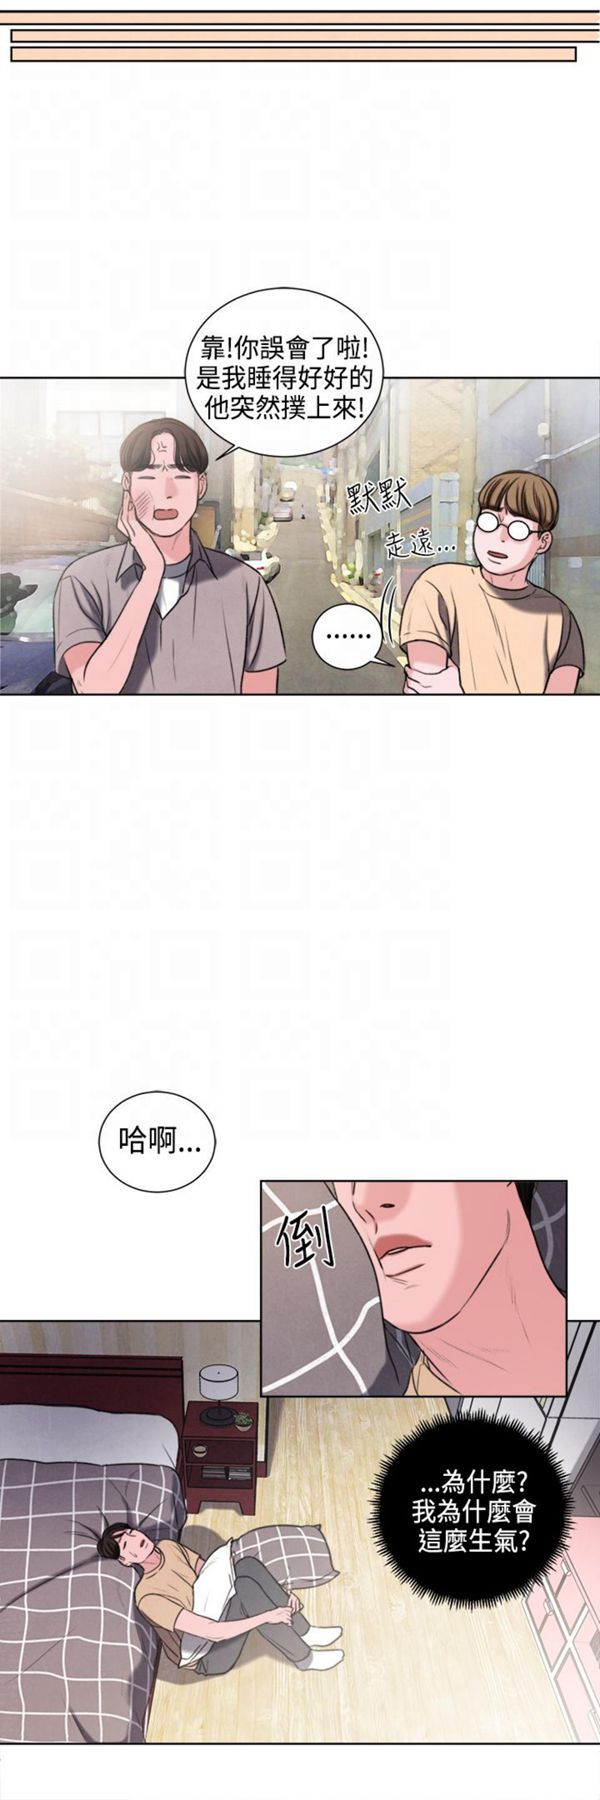 靠!你誤會了啦!
是我睡得好好的
他突然撲上來!
默默
走遠...
......
哈啊...
倒
...為什麼?
我為什麼會
這麼生氣?